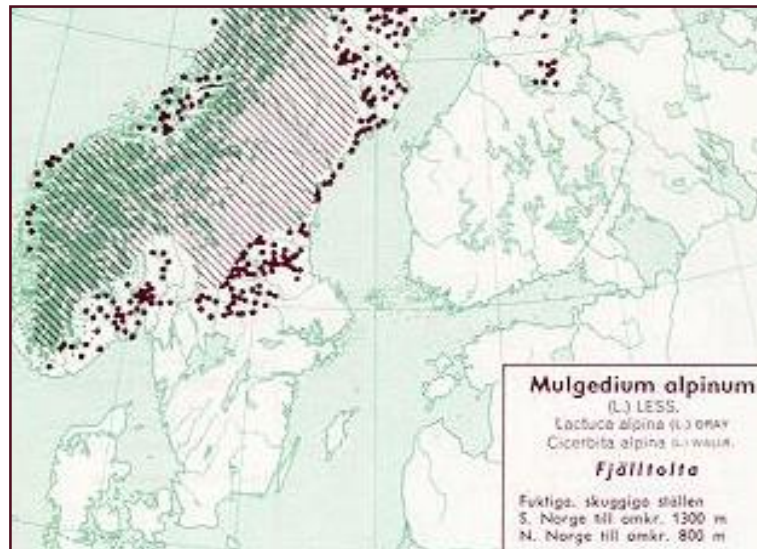 Mulgedium alpinum
(L.) LESS.
Lactuca alpina (L.) GRAY
Cicerbita alpina (L.) WALLR.
Fjälltolta
Fuktiga, skuggiga ställen
S. Norge till omkr. 1300 m
N. Norge till omkr. 800 m